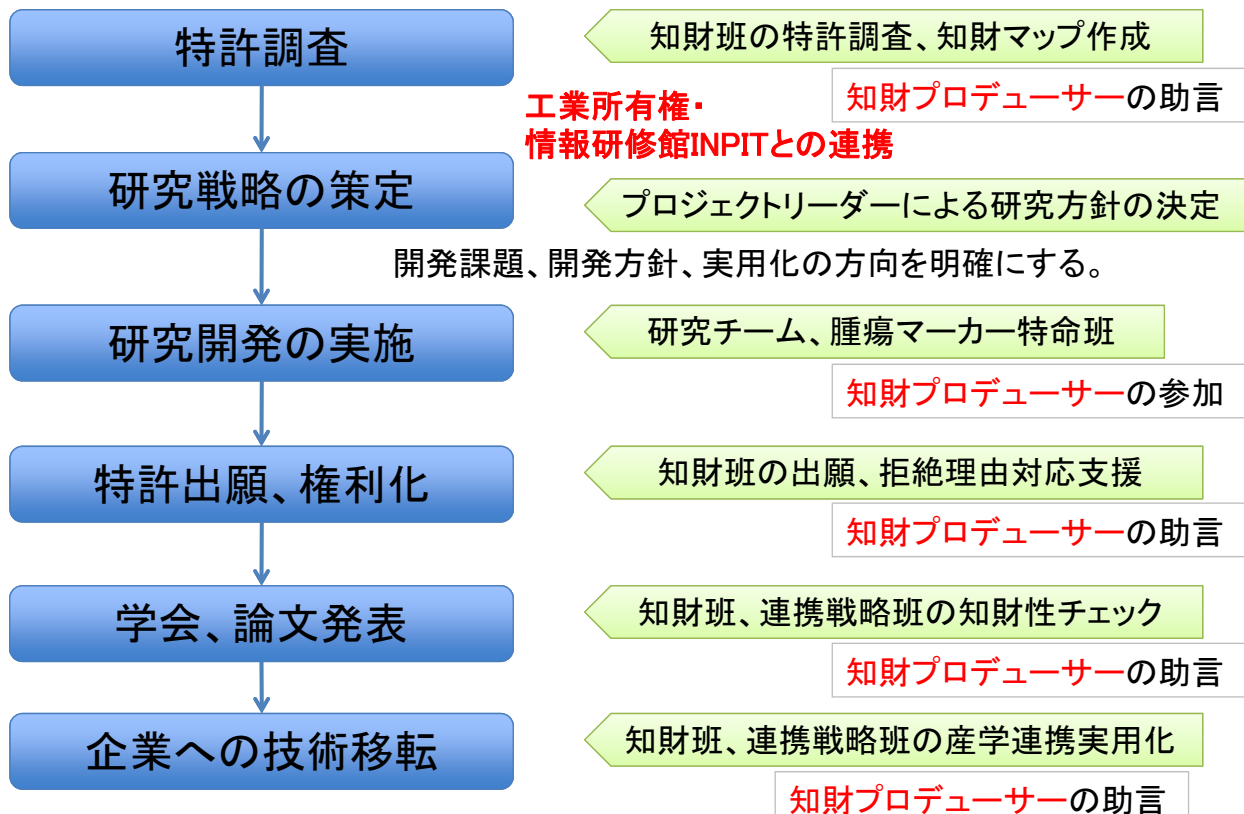 特許調査
知財班の特許調査、知財マップ作成
知財プロデューサーの助言
工業所有権・
情報研修館INPITとの連携
研究戦略の策定
プロジェクトリーダーによる研究方針の決定
開発課題、開発方針、実用化の方向を明確にする。
研究開発の実施
研究チーム、腫瘍マーカー特命班
知財プロデューサーの参加
特許出願、権利化
知財班の出願、拒絶理由対応支援
知財プロデューサーの助言
学会、論文発表
知財班、連携戦略班の知財性チェック
知財プロデューサーの助言
企業への技術移転
知財班、連携戦略班の産学連携実用化
知財プロデューサーの助言